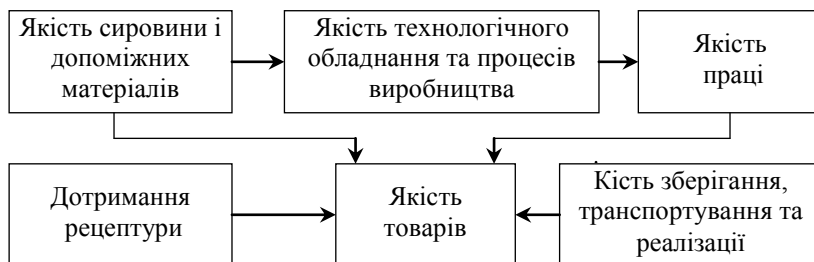 Якість сировини і
допоміжних
матеріалів
Якість технологічного
обладнання та процесів
виробництва
Якість
праці
Дотримання
рецептури
Якість
товарів
Кість зберігання,
транспортування та
реалізації